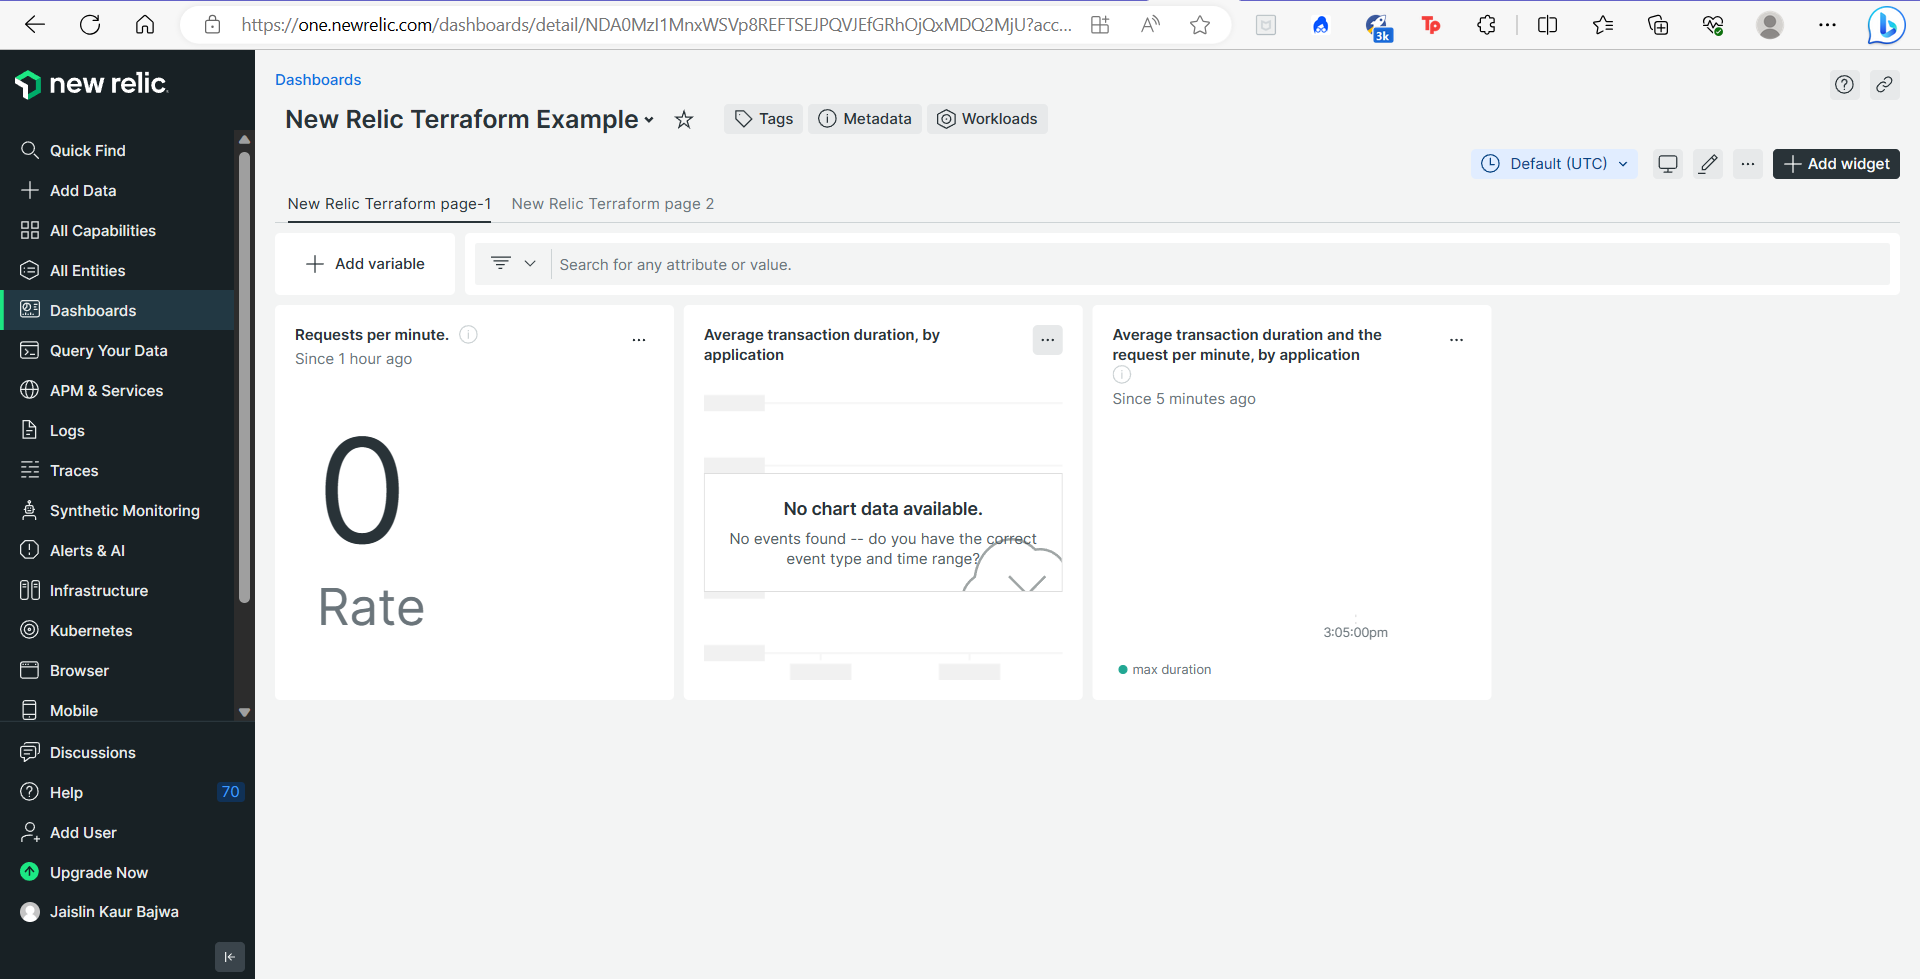 https://one.newrelic.com/dashboards/detail/NDA0MzI1MnxWSVp8REFTSEJPQVJEfGRhOjQxMDQ2MjU?acc...
3k
Tp
new relic
Quick Find
Add Data
All Capabilities
All Entities
Dashboards
Query Your Data
APM & Services
Logs
Traces
Synthetic Monitoring
Alerts & AI
Infrastructure
Kubernetes
Browser
Mobile
Discussions
Help 70
Add User
Upgrade Now
Jaislin Kaur Bajwa
Dashboards
New Relic Terraform Example
Tags
Metadata
Workloads
Default (UTC)
Add widget
New Relic Terraform page-1
New Relic Terraform page 2
Add variable
Search for any attribute or value.
Requests per minute.
Since 1 hour ago
0
Rate
Average transaction duration, by
application
No chart data available.
No events found -- do you have the correct
event type and time range?
Average transaction duration and the
request per minute, by application
Since 5 minutes ago
3:05:00pm
max duration